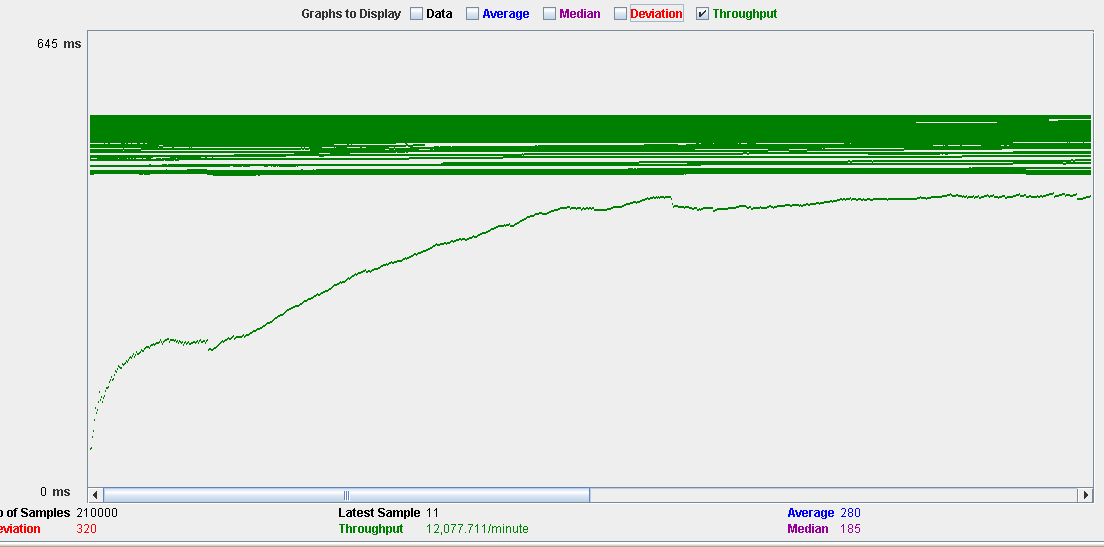 Graphs to Display Data Average Median Deviation Throughput
645 ms
0 ms
of Samples 210000 Latest Sample 11 Average 280
eviation 320 Throughput 12,077.711/minute Median 185